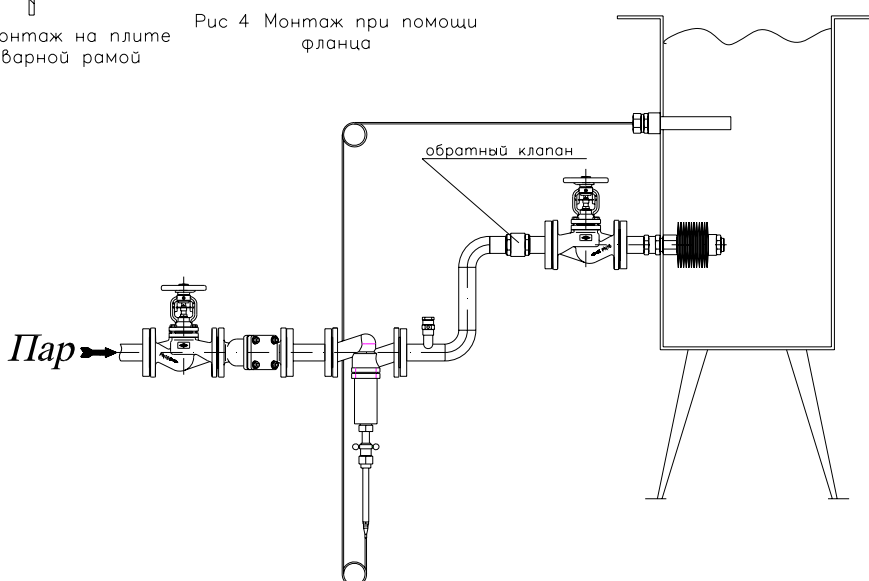 онтаж на плите
варной рамой
Рис 4 Монтаж при помощи
фланца
обратный клапан
Пар